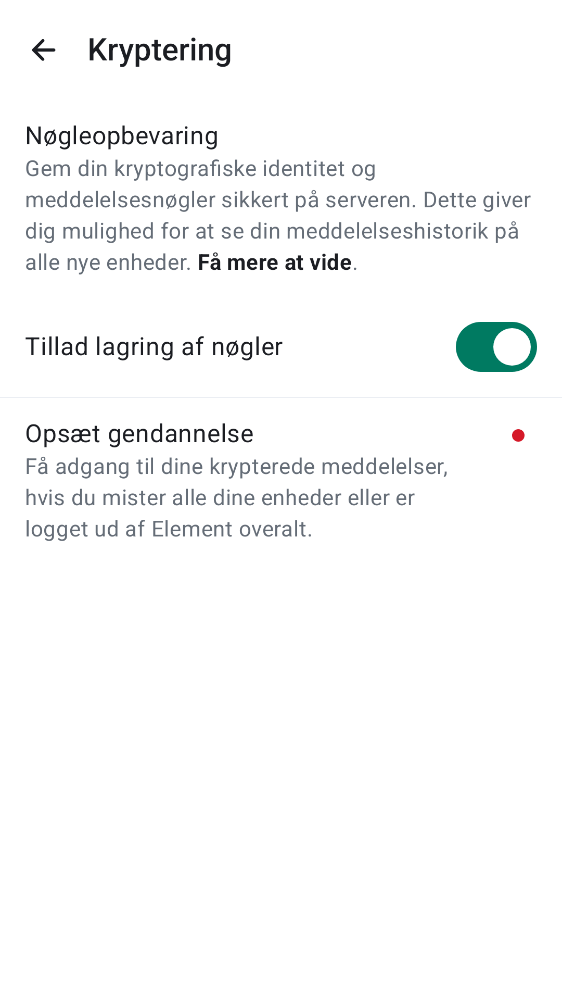 Kryptering
Nøgleopbevaring
Gem din kryptografiske identitet og
meddelelsesnøgler sikkert på serveren. Dette giver
dig mulighed for at se din meddelelseshistorik på
alle nye enheder. Få mere at vide.
Tillad lagring af nøgler
Opsæt gendannelse
Få adgang til dine krypterede meddelelser,
hvis du mister alle dine enheder eller er
logget ud af Element overalt.